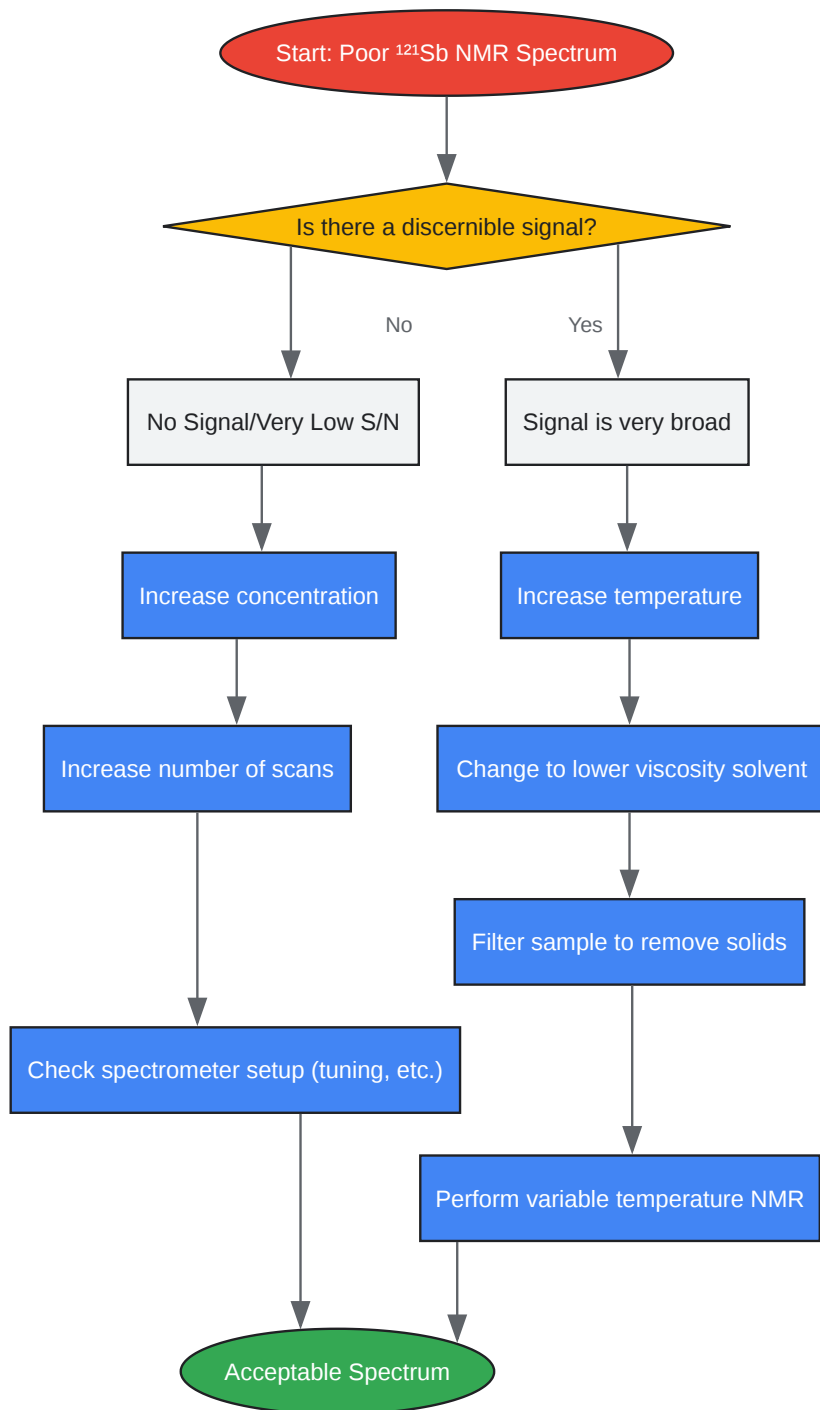 Start: Poor ¹²¹Sb NMR Spectrum
Is there a discernible signal?
No
Yes
No Signal/Very Low S/N
Signal is very broad
Increase concentration
Increase temperature
Increase number of scans
Change to lower viscosity solvent
Filter sample to remove solids
Check spectrometer setup (tuning, etc.)
Perform variable temperature NMR
Acceptable Spectrum